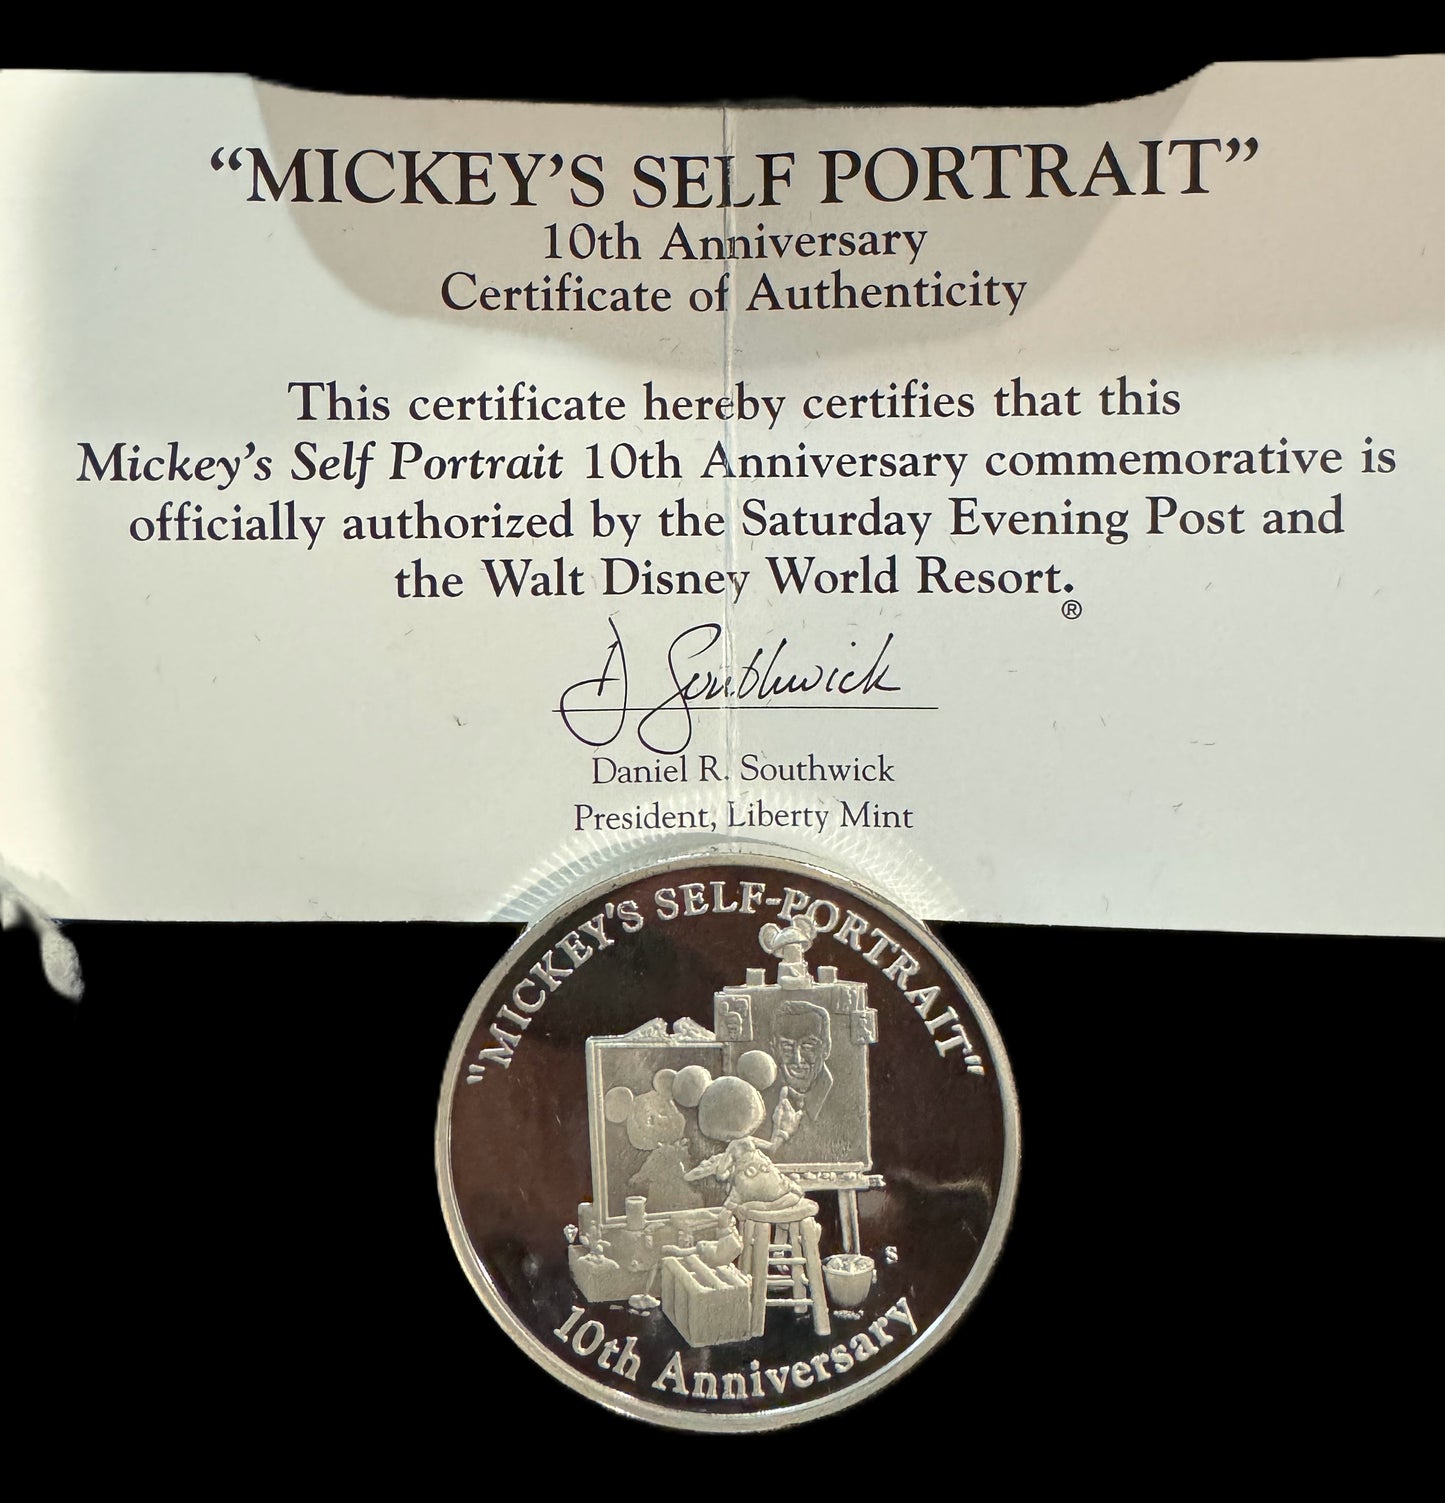 “MICKEY’S SELF PORTRAIT”
10th Anniversary
Certificate of Authenticity
This certificate hereby certifies that this
Mickey’s Self Portrait 10th Anniversary commemorative is
officially authorized by the Saturday Evening Post and
the Walt Disney World Resort.
®
D Southwick
Daniel R. Southwick
President, Liberty Mint
"MICKEY'S SELF-PORTRAIT"
S
10th Anniversary